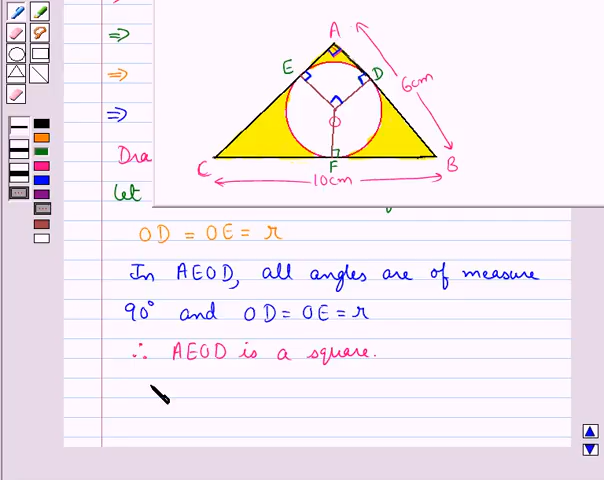 A
E
D
6cm
O
C
F
B
10cm
⇒
⇒
⇒
Dra
let
OD = OE = r
In AEOD, all angles are of measure
90° and OD = OE = r
∴ AEOD is a square.